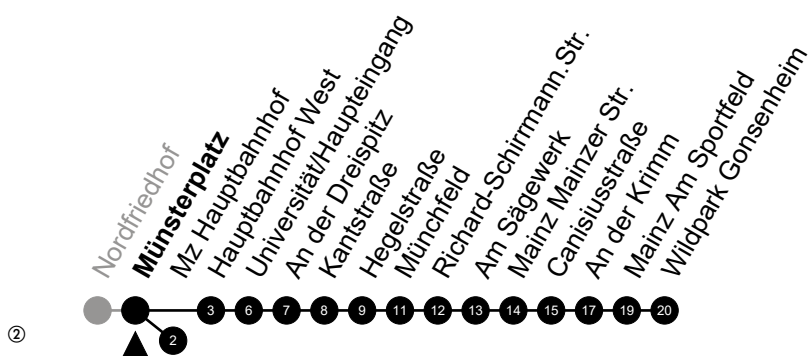 Nordfriedhof
Münsterplatz
Mz Hauptbahnhof
Hauptbahnhof West
Universität/Haupteingang
An der Dreispitz
Kantstraße
Hegelstraße
Münchfeld
Richard-Schirrmann.Str.
Am Sägewerk
Mainz Mainzer Str.
Canisiusstraße
An der Krimm
Mainz Am Sportfeld
Wildpark Gonsenheim
3 6 7 8 9 11 12 13 14 15 17 19 20
② 2